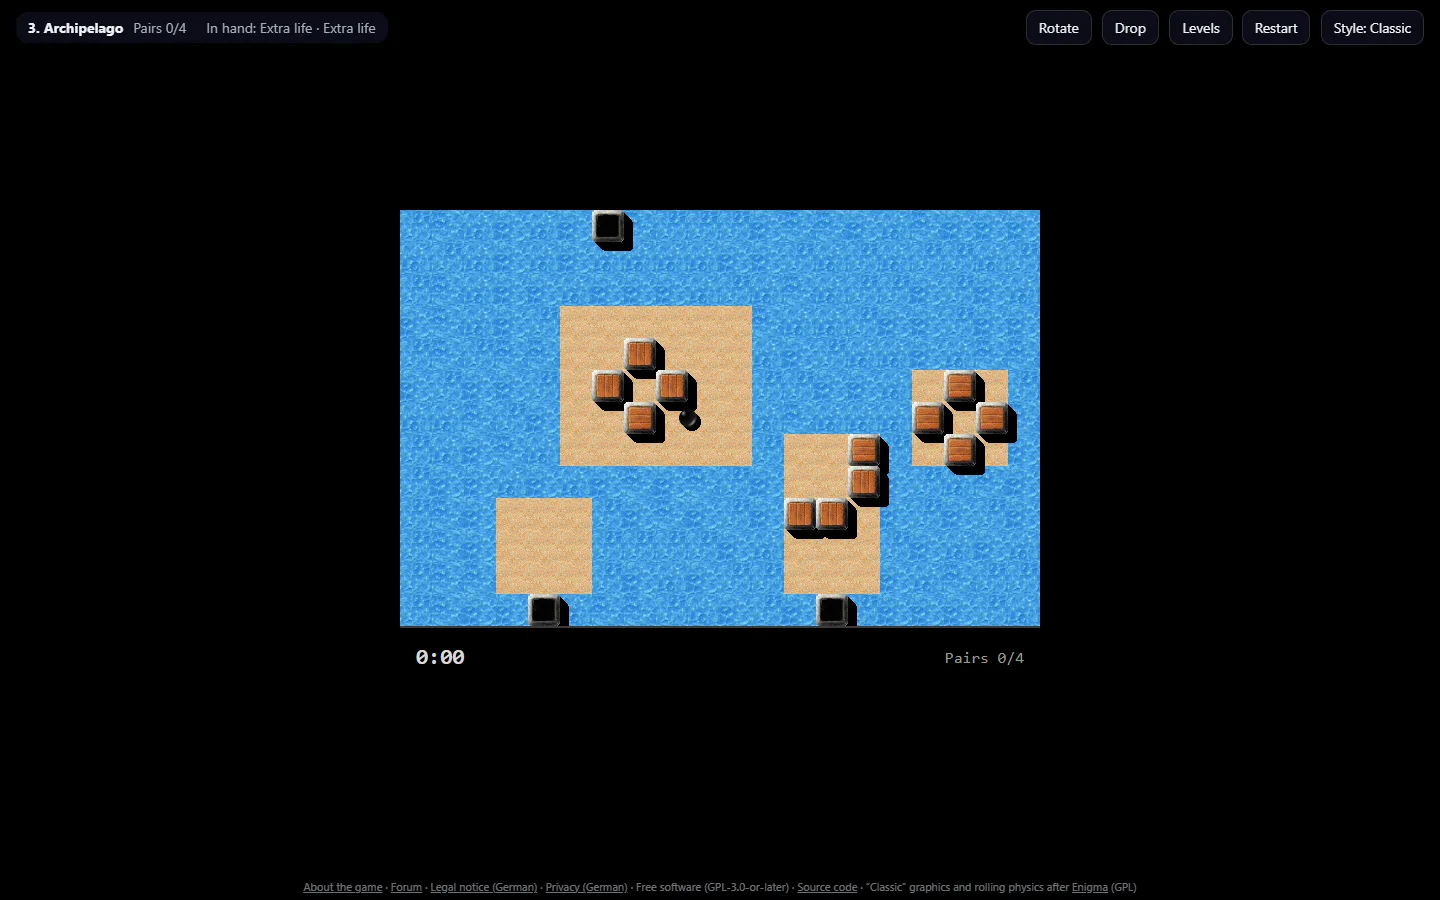 3. Archipelago Pairs 0/4 In hand: Extra life · Extra life Rotate Drop Levels Restart Style: Classic
0:00 Pairs 0/4
About the game · Forum · Legal notice (German) · Privacy (German) · Free software (GPL-3.0-or-later) · Source code · "Classic" graphics and rolling physics after Enigma (GPL)